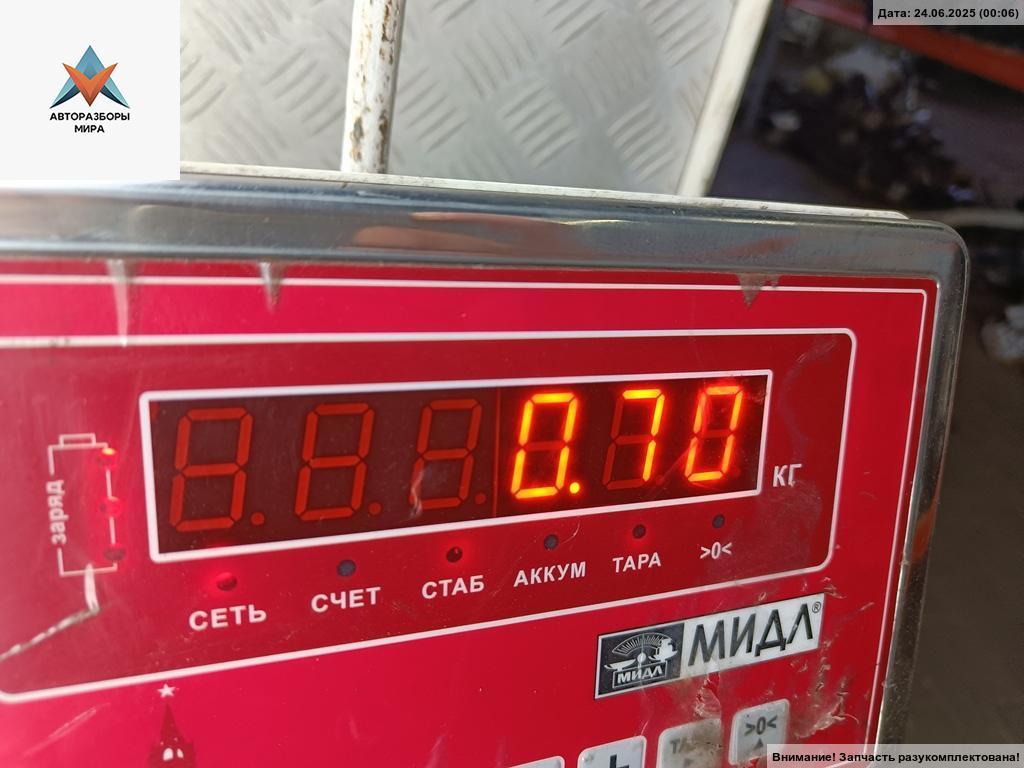 Дата: 24.06.2025 (00:06)
АВТОРАЗБОРЫ
МИРА
0.70
КГ
заряд
СЕТЬ
СЧЕТ
СТАБ
АККУМ
ТАРА
>0<
МИДЛ
МИДЛ®
>0<
Внимание! Запчасть разукомплектована!